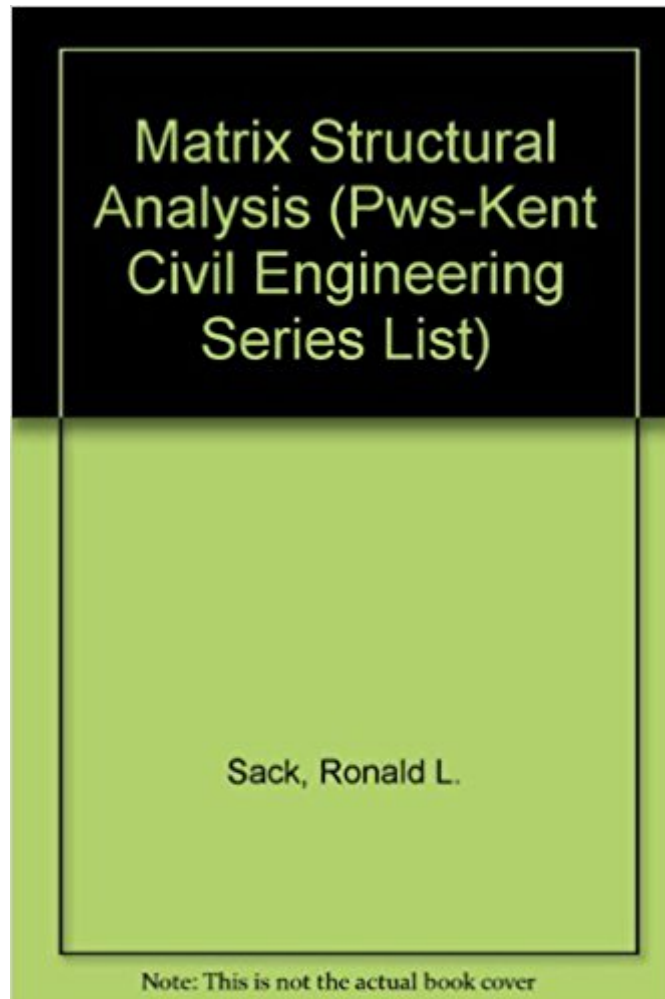 Matrix Structural
Analysis (Pws-Kent
Civil Engineering
Series List)
Sack, Ronald L.
Note: This is not the actual book cover